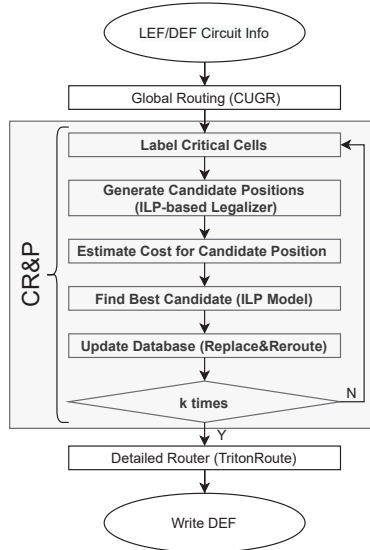 LEF/DEF Circuit Info
Global Routing (CUGR)
CR&P
Label Critical Cells
Generate Candidate Positions
(ILP-based Legalizer)
Estimate Cost for Candidate Position
Find Best Candidate (ILP Model)
Update Database (Replace&Reroute)
k times
N
Y
Detailed Router (TritonRoute)
Write DEF